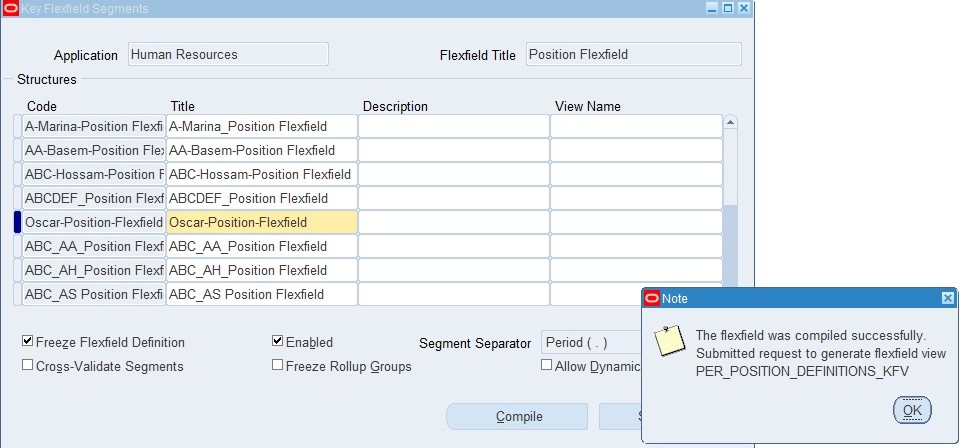 Key Flexfield Segments
Application Human Resources Flexfield Title Position Flexfield
Structures
Code Title Description View Name
A-Marina-Position Flexfi A-Marina_Position Flexfield
AA-Basem-Position Fle AA-Basem-Position Flexfield
ABC-Hossam-Position F ABC-Hossam-Position Flexfield
ABCDEF_Position Flexf ABCDEF_Position Flexfield
Oscar-Position-Flexfield Oscar-Position-Flexfield
ABC_AA_Position Flexf ABC_AA_Position Flexfield
ABC_AH_Position Flexf ABC_AH_Position Flexfield
ABC_AS Position Flexfi ABC_AS Position Flexfield
Freeze Flexfield Definition Enabled Segment Separator Period ( . )
Cross-Validate Segments Freeze Rollup Groups Allow Dynamic
Compile S
Note
The flexfield was compiled successfully.
Submitted request to generate flexfield view
PER_POSITION_DEFINITIONS_KFV
OK